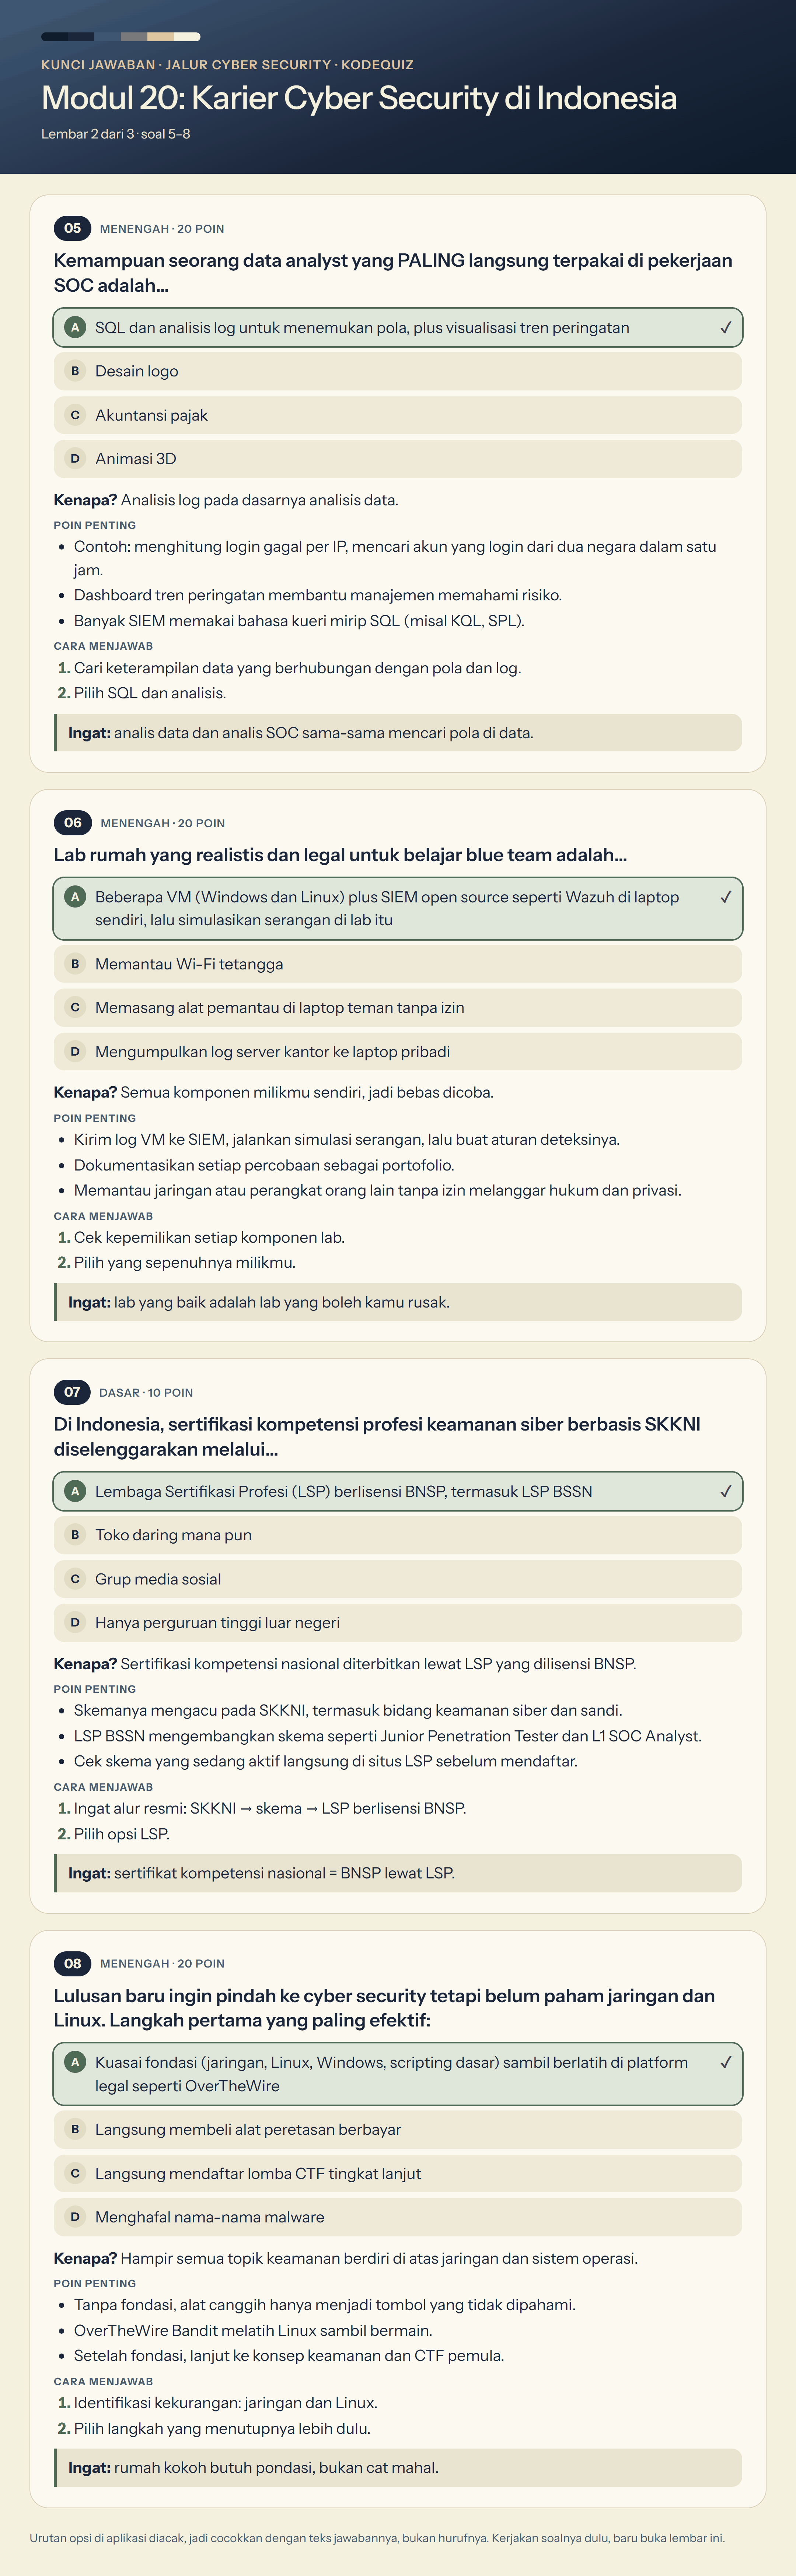 KUNCI JAWABAN · JALUR CYBER SECURITY · KODEQUIZ
Modul 20: Karier Cyber Security di Indonesia
Lembar 2 dari 3 · soal 5–8
05 MENENGAH · 20 POIN
Kemampuan seorang data analyst yang PALING langsung terpakai di pekerjaan
SOC adalah...
A SQL dan analisis log untuk menemukan pola, plus visualisasi tren peringatan ✓
B Desain logo
C Akuntansi pajak
D Animasi 3D
Kenapa? Analisis log pada dasarnya analisis data.
POIN PENTING
• Contoh: menghitung login gagal per IP, mencari akun yang login dari dua negara dalam satu
jam.
• Dashboard tren peringatan membantu manajemen memahami risiko.
• Banyak SIEM memakai bahasa kueri mirip SQL (misal KQL, SPL).
CARA MENJAWAB
1. Cari keterampilan data yang berhubungan dengan pola dan log.
2. Pilih SQL dan analisis.
Ingat: analis data dan analis SOC sama-sama mencari pola di data.
06 MENENGAH · 20 POIN
Lab rumah yang realistis dan legal untuk belajar blue team adalah...
A Beberapa VM (Windows dan Linux) plus SIEM open source seperti Wazuh di laptop ✓
sendiri, lalu simulasikan serangan di lab itu
B Memantau Wi-Fi tetangga
C Memasang alat pemantau di laptop teman tanpa izin
D Mengumpulkan log server kantor ke laptop pribadi
Kenapa? Semua komponen milikmu sendiri, jadi bebas dicoba.
POIN PENTING
• Kirim log VM ke SIEM, jalankan simulasi serangan, lalu buat aturan deteksinya.
• Dokumentasikan setiap percobaan sebagai portofolio.
• Memantau jaringan atau perangkat orang lain tanpa izin melanggar hukum dan privasi.
CARA MENJAWAB
1. Cek kepemilikan setiap komponen lab.
2. Pilih yang sepenuhnya milikmu.
Ingat: lab yang baik adalah lab yang boleh kamu rusak.
07 DASAR · 10 POIN
Di Indonesia, sertifikasi kompetensi profesi keamanan siber berbasis SKKNI
diselenggarakan melalui...
A Lembaga Sertifikasi Profesi (LSP) berlisensi BNSP, termasuk LSP BSSN ✓
B Toko daring mana pun
C Grup media sosial
D Hanya perguruan tinggi luar negeri
Kenapa? Sertifikasi kompetensi nasional diterbitkan lewat LSP yang dilisensi BNSP.
POIN PENTING
• Skemanya mengacu pada SKKNI, termasuk bidang keamanan siber dan sandi.
• LSP BSSN mengembangkan skema seperti Junior Penetration Tester dan L1 SOC Analyst.
• Cek skema yang sedang aktif langsung di situs LSP sebelum mendaftar.
CARA MENJAWAB
1. Ingat alur resmi: SKKNI → skema → LSP berlisensi BNSP.
2. Pilih opsi LSP.
Ingat: sertifikat kompetensi nasional = BNSP lewat LSP.
08 MENENGAH · 20 POIN
Lulusan baru ingin pindah ke cyber security tetapi belum paham jaringan dan
Linux. Langkah pertama yang paling efektif:
A Kuasai fondasi (jaringan, Linux, Windows, scripting dasar) sambil berlatih di platform ✓
legal seperti OverTheWire
B Langsung membeli alat peretasan berbayar
C Langsung mendaftar lomba CTF tingkat lanjut
D Menghafal nama-nama malware
Kenapa? Hampir semua topik keamanan berdiri di atas jaringan dan sistem operasi.
POIN PENTING
• Tanpa fondasi, alat canggih hanya menjadi tombol yang tidak dipahami.
• OverTheWire Bandit melatih Linux sambil bermain.
• Setelah fondasi, lanjut ke konsep keamanan dan CTF pemula.
CARA MENJAWAB
1. Identifikasi kekurangan: jaringan dan Linux.
2. Pilih langkah yang menutupnya lebih dulu.
Ingat: rumah kokoh butuh pondasi, bukan cat mahal.
Urutan opsi di aplikasi diacak, jadi cocokkan dengan teks jawabannya, bukan hurufnya. Kerjakan soalnya dulu, baru buka lembar ini.